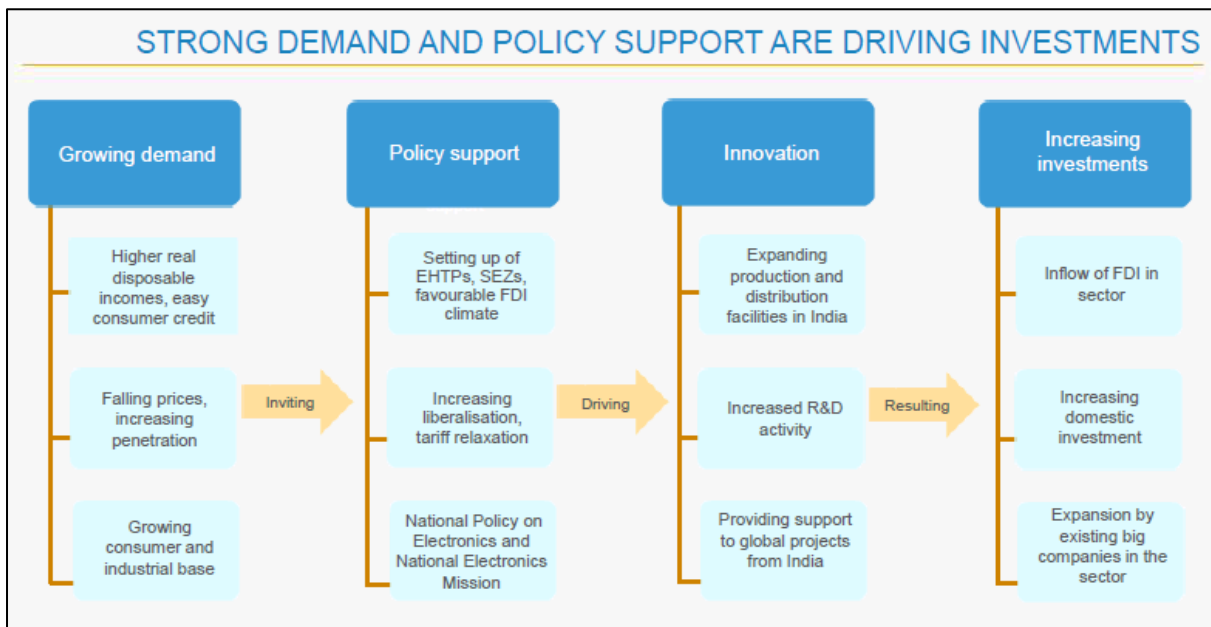 STRONG DEMAND AND POLICY SUPPORT ARE DRIVING INVESTMENTS
Growing demand
Higher real
disposable
incomes, easy
consumer credit
Falling prices,
increasing
penetration
Growing
consumer and
industrial base
Inviting
Policy support
Setting up of
EHTPs, SEZs,
favourable FDI
climate
Increasing
liberalisation,
tariff relaxation
National Policy on
Electronics and
National Electronics
Mission
Driving
Innovation
Expanding
production and
distribution
facilities in India
Increased R&D
activity
Providing support
to global projects
from India
Resulting
Increasing
investments
Inflow of FDI in
sector
Increasing
domestic
investment
Expansion by
existing big
companies in the
sector